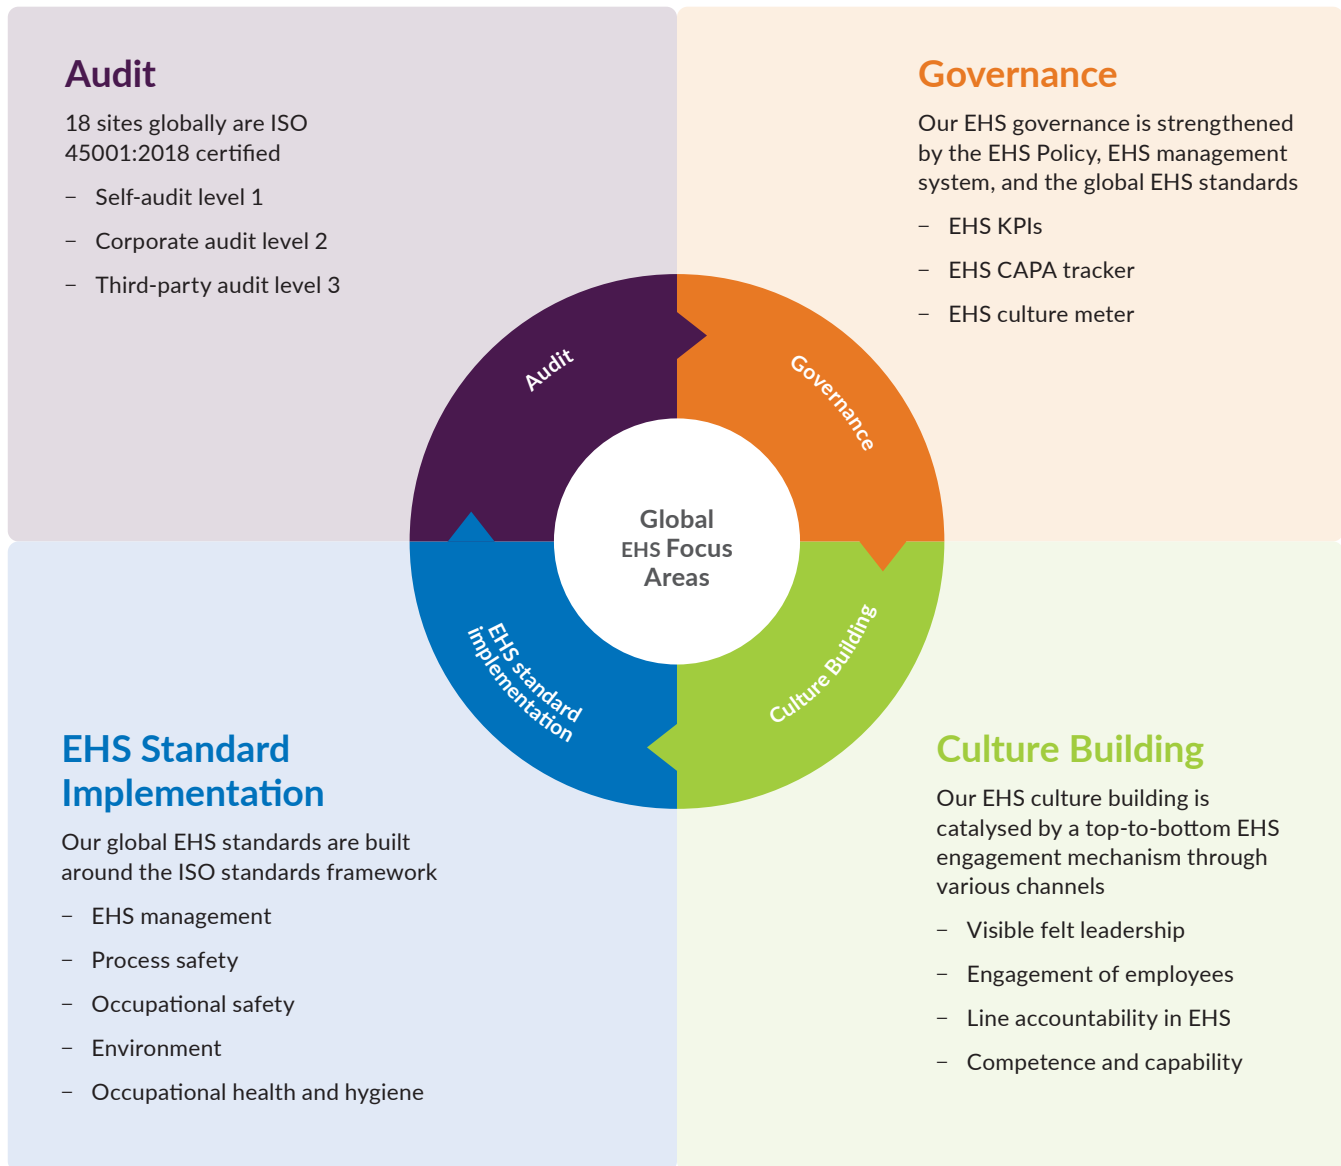 Audit
18 sites globally are ISO
45001:2018 certified
– Self-audit level 1
– Corporate audit level 2
– Third-party audit level 3
Governance
Our EHS governance is strengthened
by the EHS Policy, EHS management
system, and the global EHS standards
– EHS KPIs
– EHS CAPA tracker
– EHS culture meter
Audit
Governance
Global
EHS Focus
Areas
EHS standard
implementation
Culture Building
EHS Standard
Implementation
Our global EHS standards are built
around the ISO standards framework
– EHS management
– Process safety
– Occupational safety
– Environment
– Occupational health and hygiene
Culture Building
Our EHS culture building is
catalysed by a top-to-bottom EHS
engagement mechanism through
various channels
– Visible felt leadership
– Engagement of employees
– Line accountability in EHS
– Competence and capability